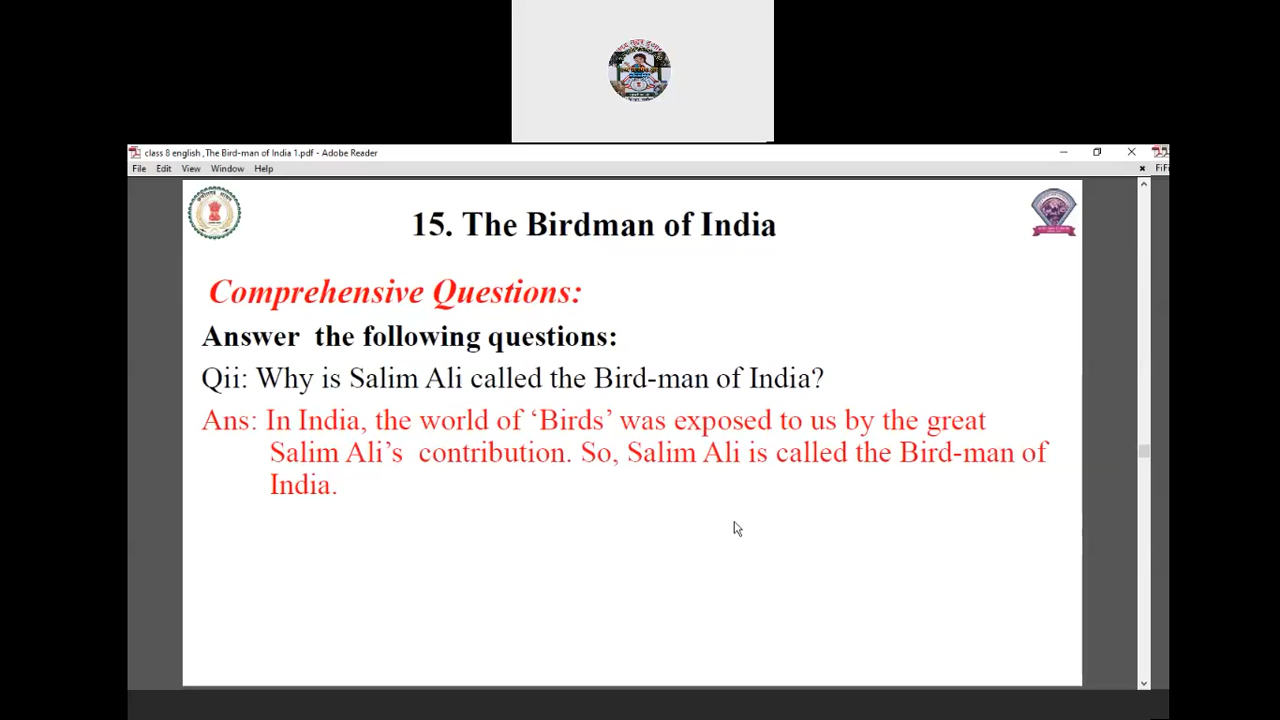 class 8 english ,The Bird-man of India 1.pdf - Adobe Reader
File Edit View Window Help
15. The Birdman of India
Comprehensive Questions:
Answer the following questions:
Qii: Why is Salim Ali called the Bird-man of India?
Ans: In India, the world of ‘Birds’ was exposed to us by the great
Salim Ali’s contribution. So, Salim Ali is called the Bird-man of
India.